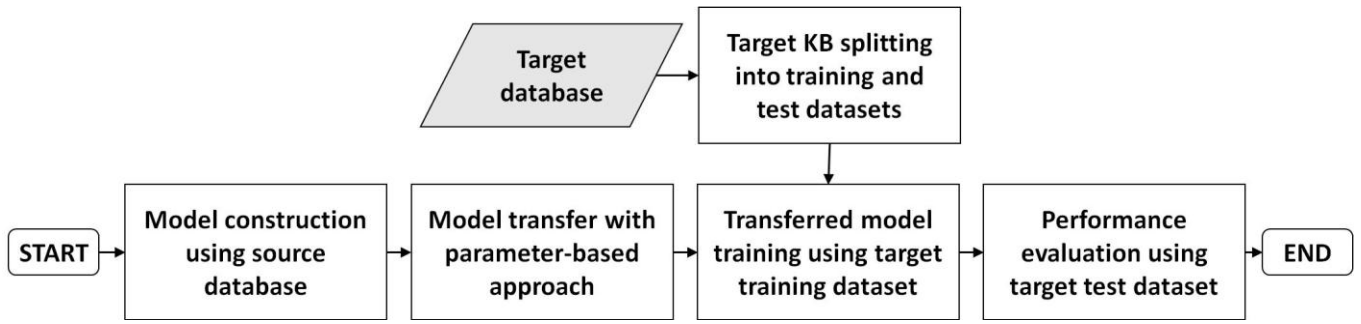 Target
database
Target KB splitting
into training and
test datasets
START
Model construction
using source
database
Model transfer with
parameter-based
approach
Transferred model
training using target
training dataset
Performance
evaluation using
target test dataset
END